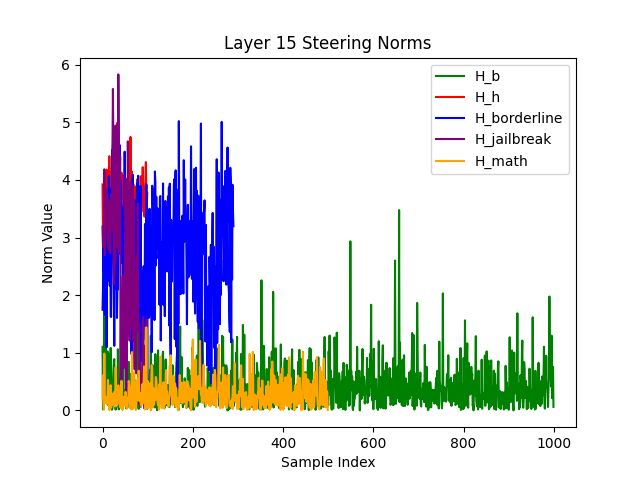 Layer 15 Steering Norms
Norm Value
6
5
4
3
2
1
0
H_b
H_h
H_borderline
H_jailbreak
H_math
0
200
400
600
800
1000
Sample Index